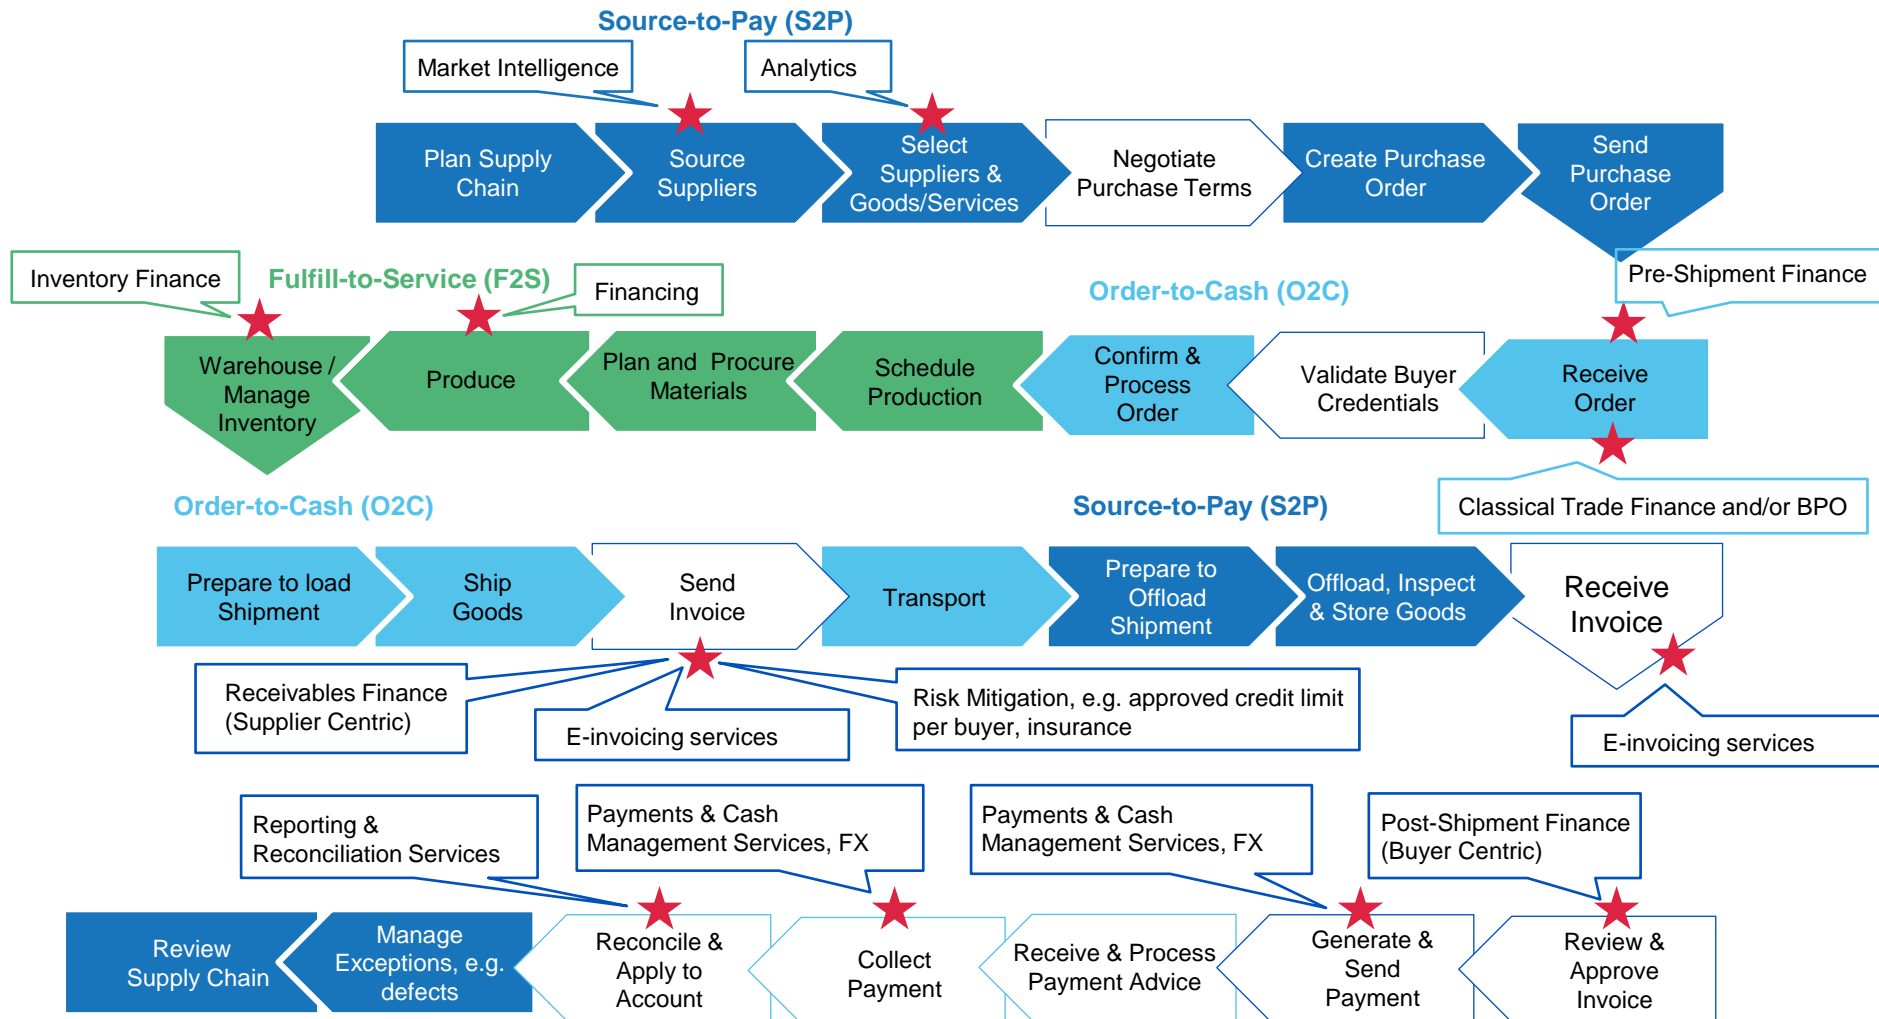 Source-to-Pay (S2P)
Market Intelligence
Analytics
Plan Supply
Chain
Source
Suppliers
Select
Suppliers &
Goods/Services
Negotiate
Purchase Terms
Create Purchase
Order
Send
Purchase
Order
Inventory Finance
Fulfill-to-Service (F2S)
Financing
Order-to-Cash (O2C)
Pre-Shipment Finance
Warehouse /
Manage
Inventory
Produce
Plan and  Procure
Materials
Schedule
Production
Confirm &
Process
Order
Validate Buyer
Credentials
Receive
Order
Order-to-Cash (O2C)
Source-to-Pay (S2P)
Classical Trade Finance and/or BPO
Prepare to load
Shipment
Ship
Goods
Send
Invoice
Transport
Prepare to
Offload
Shipment
Offload, Inspect
& Store Goods
Receive
Invoice
Receivables Finance
(Supplier Centric)
E-invoicing services
Risk Mitigation, e.g. approved credit limit
per buyer, insurance
E-invoicing services
Reporting &
Reconciliation Services
Payments & Cash
Management Services, FX
Payments & Cash
Management Services, FX
Post-Shipment Finance
(Buyer Centric)
Review
Supply Chain
Manage
Exceptions, e.g.
defects
Reconcile &
Apply to
Account
Collect
Payment
Receive & Process
Payment Advice
Generate &
Send
Payment
Review &
Approve
Invoice